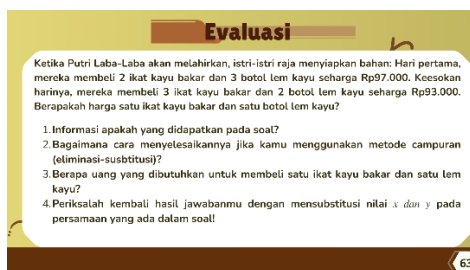 Evaluasi
Ketika Putri Laba-Laba akan melahirkan, istri-istri raja menyiapkan bahan: Hari pertama,
mereka membeli 2 ikat kayu bakar dan 3 botol lem kayu seharga Rp97.000. Keesokan
harinya, mereka membeli 3 ikat kayu bakar dan 2 botol lem kayu seharga Rp93.000.
Berapakah harga satu ikat kayu bakar dan satu botol lem kayu?
1. Informasi apakah yang didapatkan pada soal?
2. Bagaimana cara menyelesaikannya jika kamu menggunakan metode campuran
(eliminasi-susbtitusi)?
3. Berapa uang yang dibutuhkan untuk membeli satu ikat kayu bakar dan satu lem
kayu?
4. Periksalah kembali hasil jawabanmu dengan mensubstitusi nilai x dan y pada
persamaan yang ada dalam soal!
63